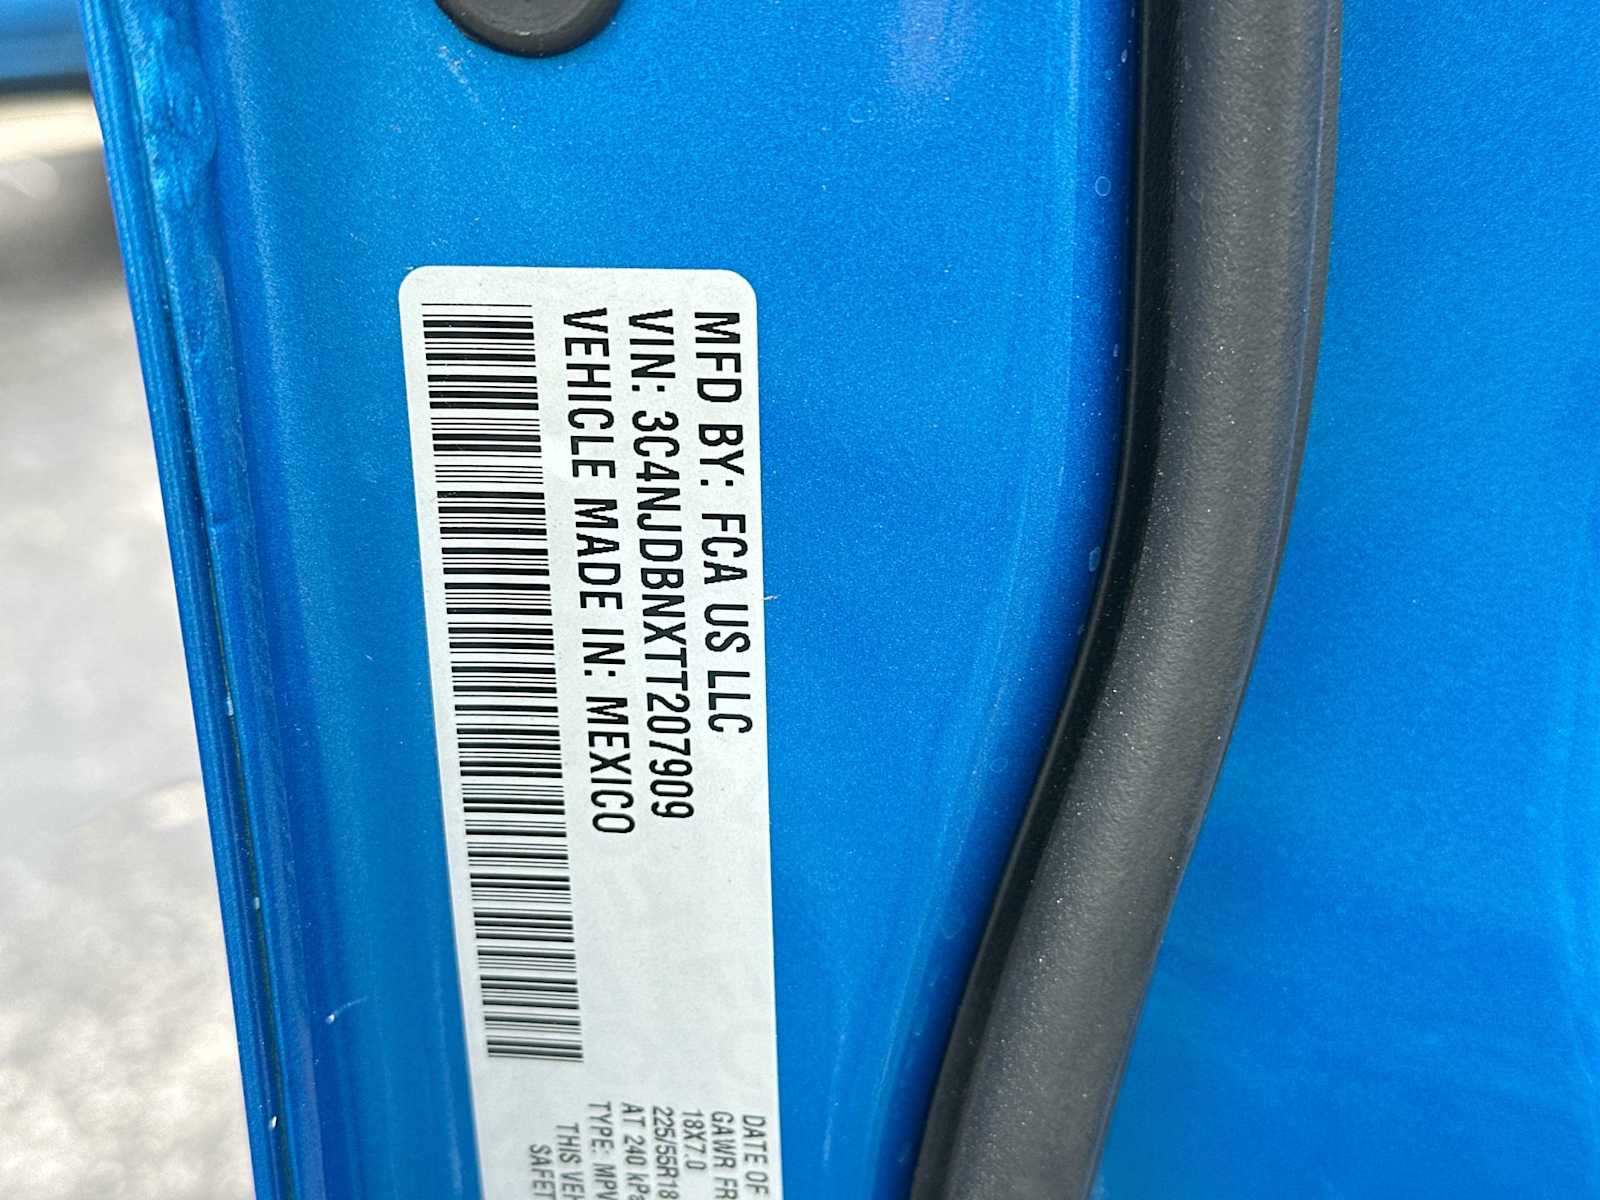 MFD BY: FCA US LLC
VIN: 3C4NJDBNXTT207909
VEHICLE MADE IN: MEXICO
DATE OF
GAWR FR
18X7.0
225/55R18
AT 240 kPa
TYPE: MPV
THIS VEH
SAFET